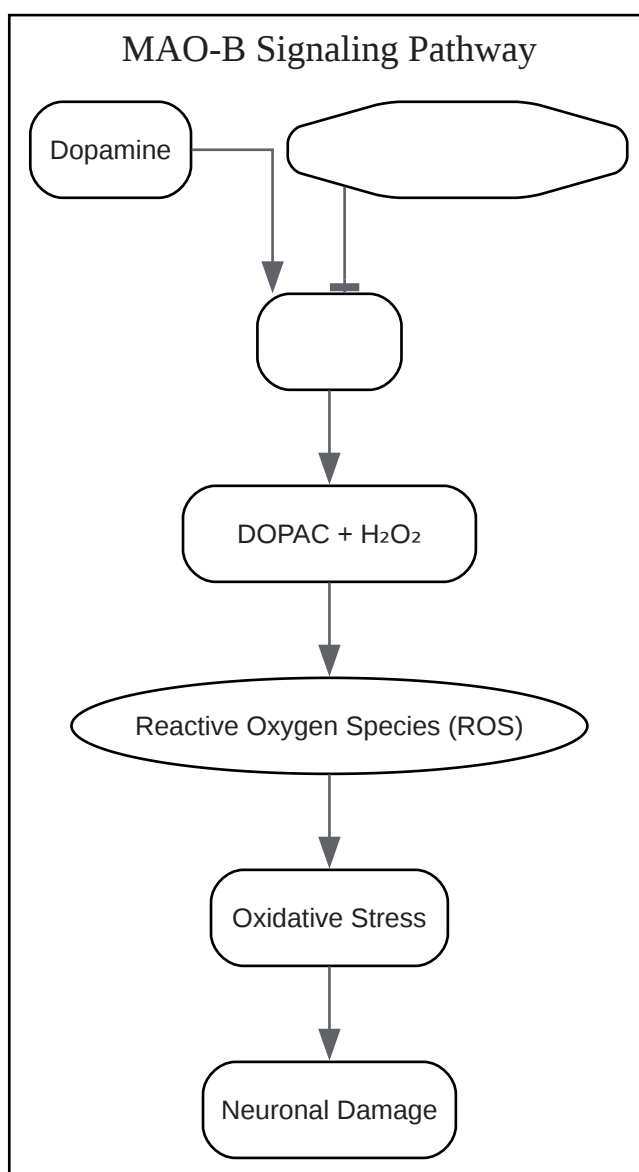 MAO-B Signaling Pathway
Dopamine
DOPAC + H₂O₂
Reactive Oxygen Species (ROS)
Oxidative Stress
Neuronal Damage